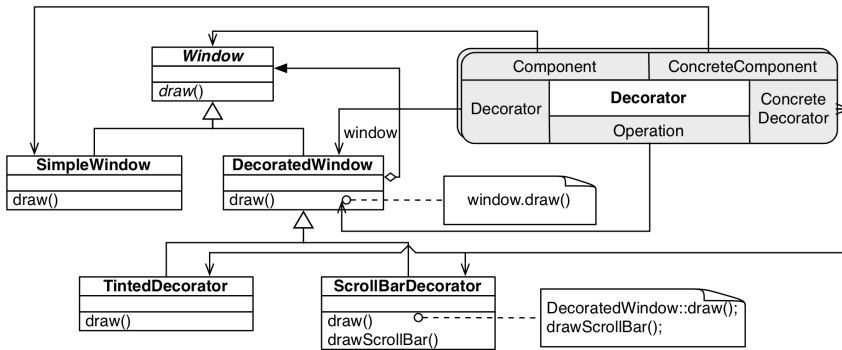 Window
draw()
Component
ConcreteComponent
Decorator
Decorator
Concrete
Decorator
Operation
window
SimpleWindow
draw()
DecoratedWindow
draw()
window.draw()
TintedDecorator
draw()
ScrollBarDecorator
draw()
drawScrollBar()
DecoratedWindow::draw();
drawScrollBar();